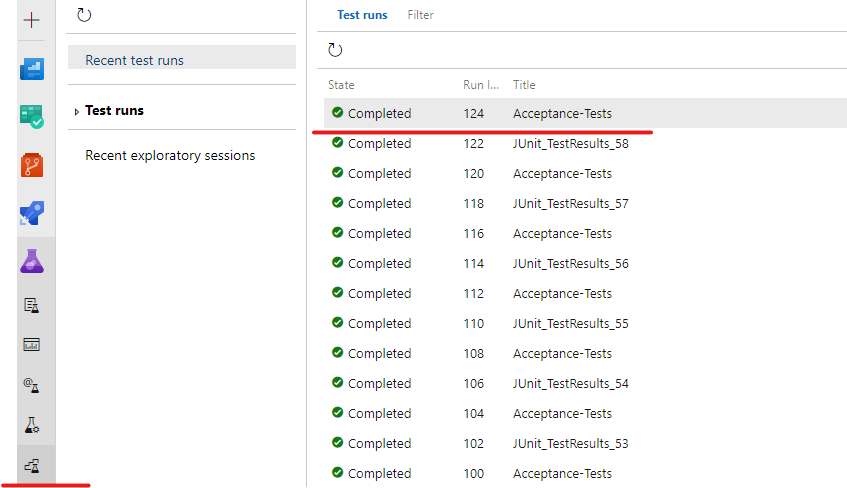 Recent test runs
Test runs
Recent exploratory sessions
Test runs Filter
State Run I... Title
Completed 124 Acceptance-Tests
Completed 122 JUnit_TestResults_58
Completed 120 Acceptance-Tests
Completed 118 JUnit_TestResults_57
Completed 116 Acceptance-Tests
Completed 114 JUnit_TestResults_56
Completed 112 Acceptance-Tests
Completed 110 JUnit_TestResults_55
Completed 108 Acceptance-Tests
Completed 106 JUnit_TestResults_54
Completed 104 Acceptance-Tests
Completed 102 JUnit_TestResults_53
Completed 100 Acceptance-Tests